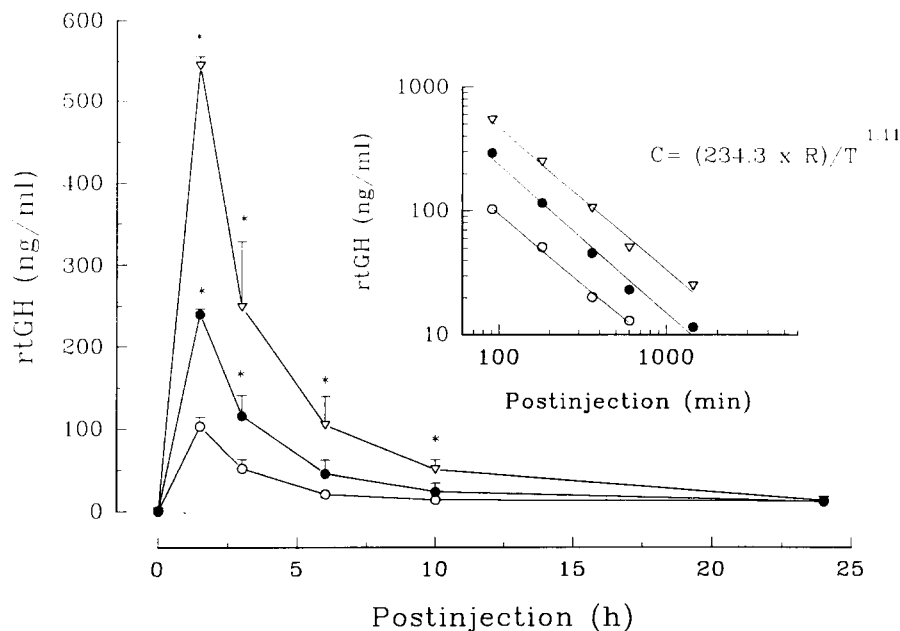 600
500
400
300
200
100
0
rtGH (ng/ml)
* * * * * *
0 5 10 15 20 25
Postinjection (h)
1000
100
10
rtGH (ng/ml)
100 1000
Postinjection (min)
C= (234.3 x R)/T 1.11